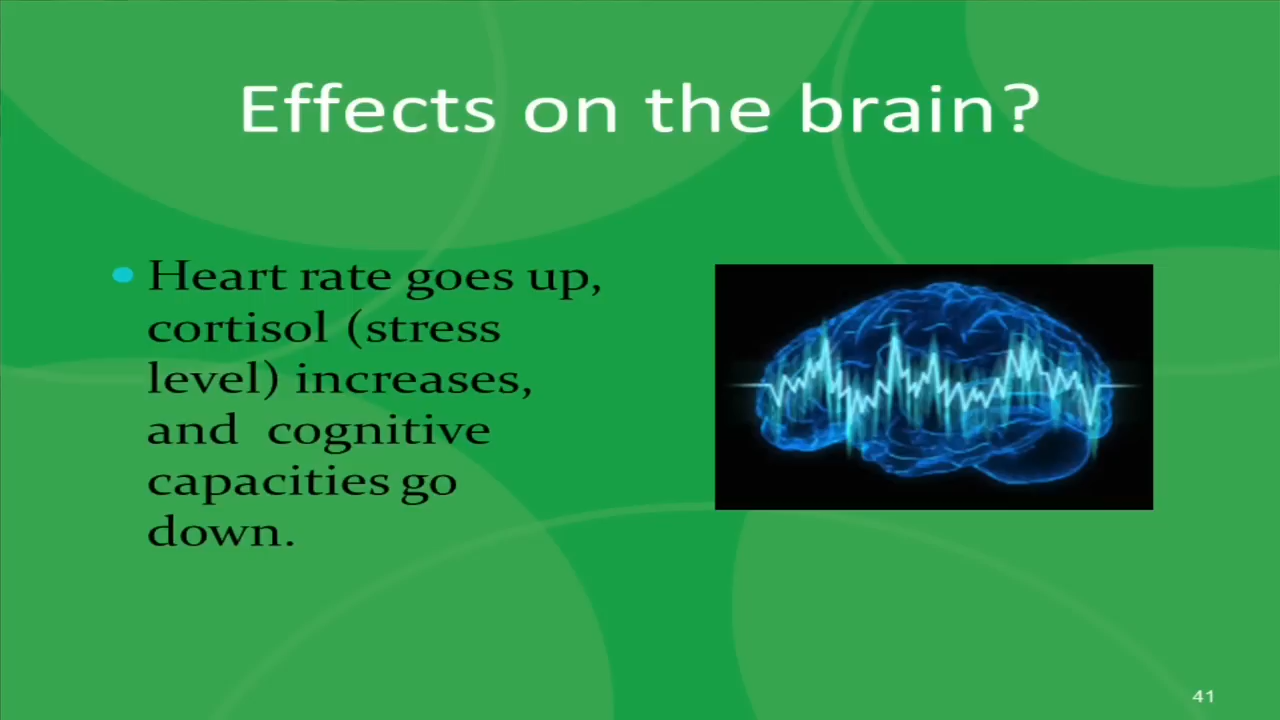 Effects on the brain?
Heart rate goes up,
cortisol (stress
level) increases,
and cognitive
capacities go
down.
41